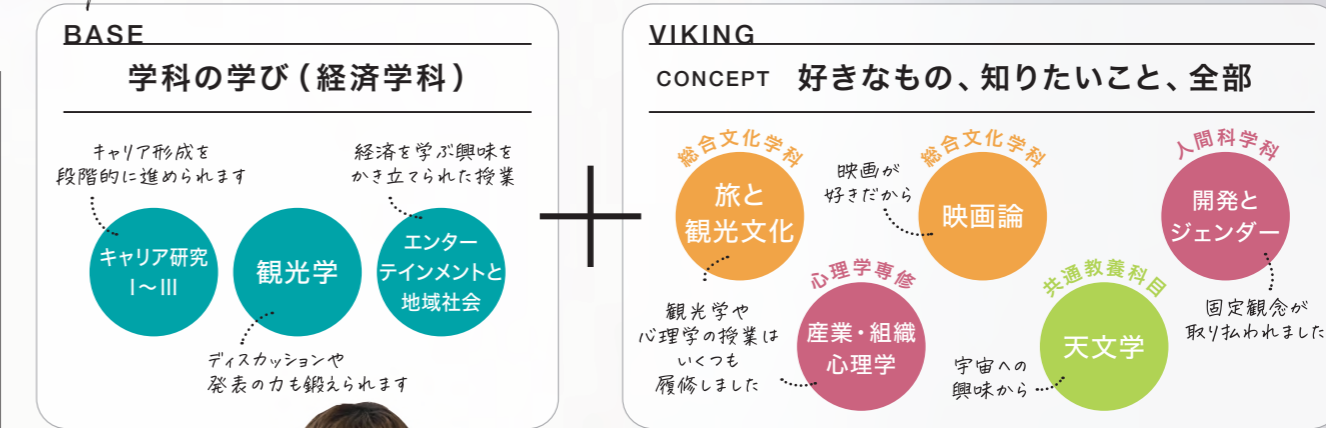 BASE
学科の学び(経済学科)
キャリア形成を
段階的に進められます
経済を学ぶ興味を
かき立てられた授業
キャリア研究
I～III
観光学
エンター
テインメントと
地域社会
ディスカッションや
発表の力も鍛えられます
VIKING
CONCEPT 好きなもの、知りたいこと、全部
総合文化学科
旅と
観光文化
映画が
好きだから
総合文化学科
映画論
人間科学科
開発と
ジェンダー
固定観念が
取り払われました
観光学や
心理学の授業は
いくつも
履修しました
心理学専修
産業・組織
心理学
宇宙への
興味から
共通教養科目
天文学